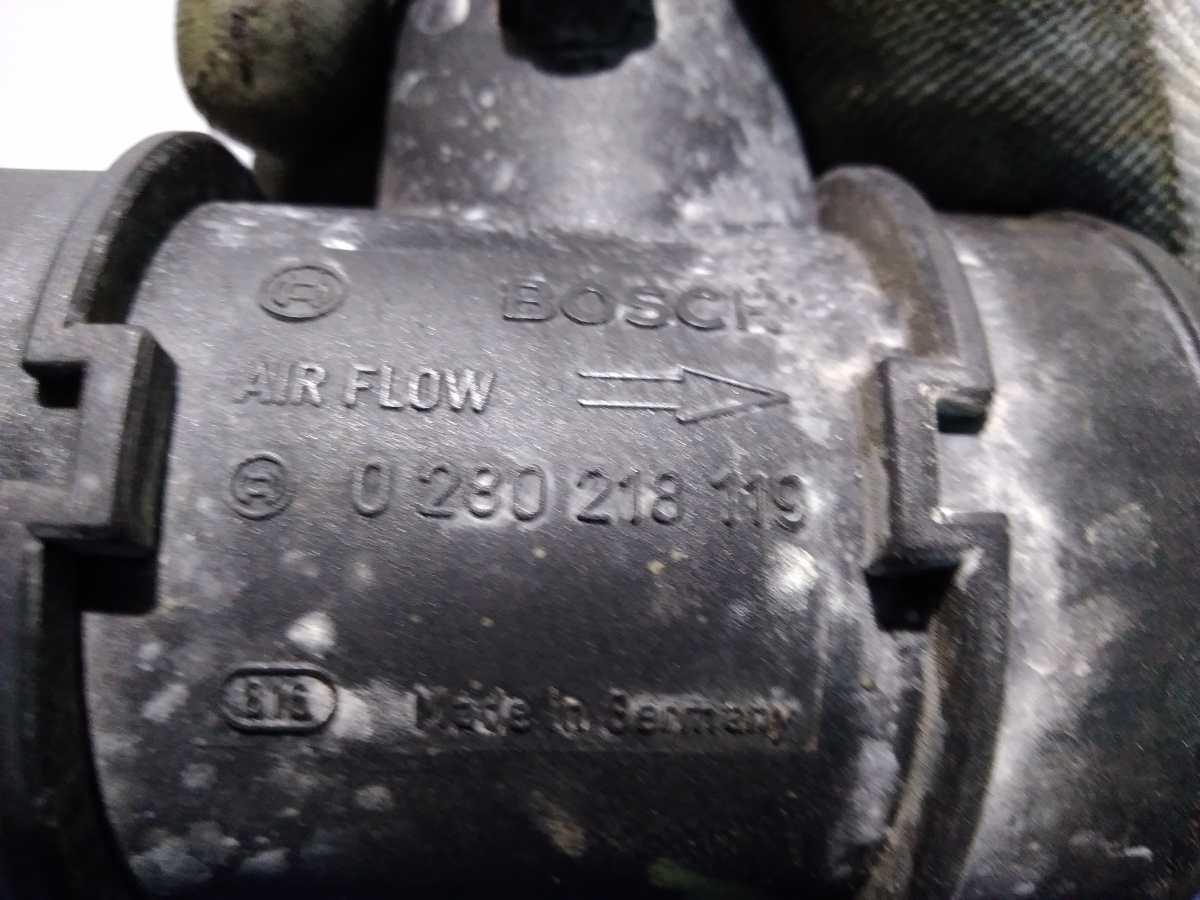 BOSCH
AIR FLOW
0 280 218 119
Made in Germany